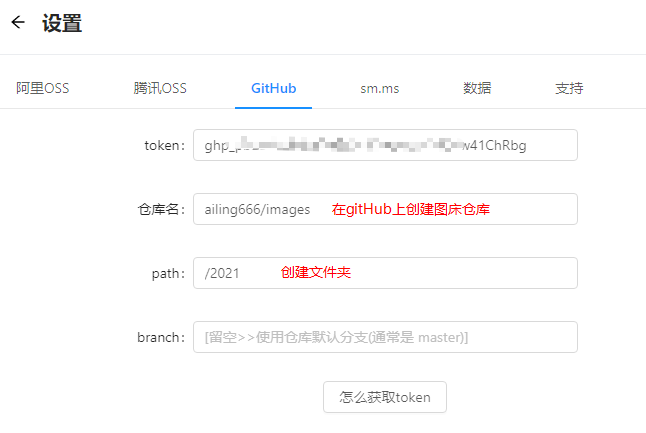 ← 设置
阿里OSS 腾讯OSS GitHub sm.ms 数据 支持
token: ghp_ w41ChRbg
仓库名: ailing666/images 在gitHub上创建图床仓库
path: /2021 创建文件夹
branch: [留空>>使用仓库默认分支(通常是 master)]
怎么获取token